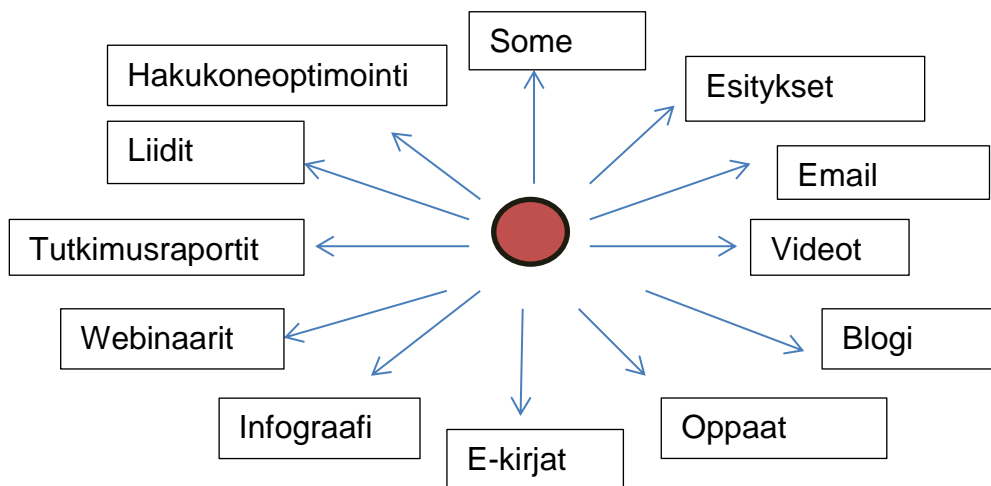 Some
Hakukoneoptimointi
Esitykset
Liidit
Email
Tutkimusraportit
Videot
Webinaarit
Blogi
Infograafi
Oppaat
E-kirjat